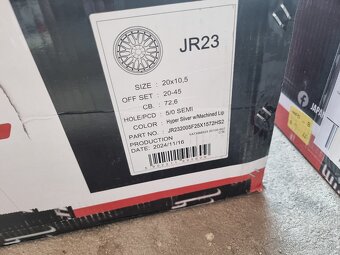 JR23
SIZE : 20x10,5
OFF SET : 20-45
CB. : 72,6
HOLE/PCD : 5/0 SEMI
COLOR : Hyper Silver w/Machined Lip
PART NO. : JR232005F25X1572HS2
PRODUCTION
DATE: 2024/11/16
JAPA